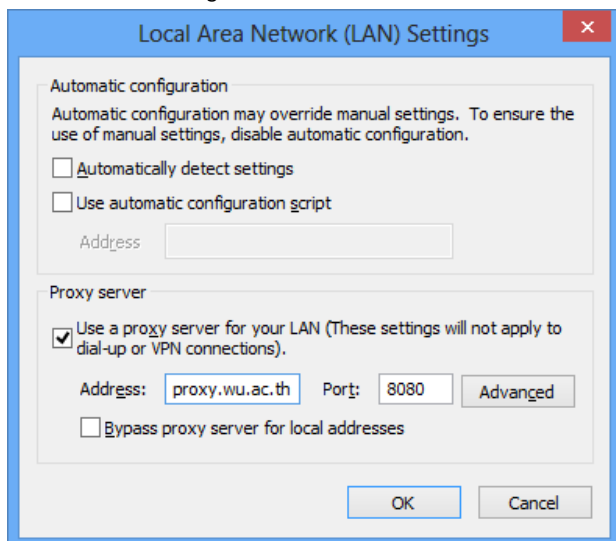 Local Area Network (LAN) Settings
Automatic configuration
Automatic configuration may override manual settings. To ensure the
use of manual settings, disable automatic configuration.
Automatically detect settings
Use automatic configuration script
Address
Proxy server
Use a proxy server for your LAN (These settings will not apply to
dial-up or VPN connections).
Address: proxy.wu.ac.th Port: 8080 Advanced
Bypass proxy server for local addresses
OK Cancel